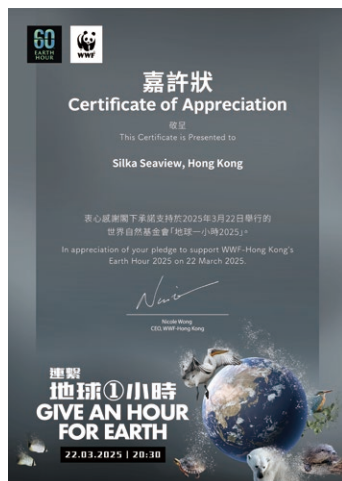 60
EARTH
HOUR
WWF
嘉許狀
Certificate of Appreciation
敬呈
This Certificate is Presented to
Silka Seaview, Hong Kong
衷心感謝閣下承諾支持於2025年3月22日舉行的
世界自然基金會「地球一小時2025」。
In appreciation of your pledge to support WWF-Hong Kong's
Earth Hour 2025 on 22 March 2025.
Nicole Wong
CEO, WWF-Hong Kong
連繫
地球①小時
GIVE AN HOUR
FOR EARTH
22.03.2025 | 20:30